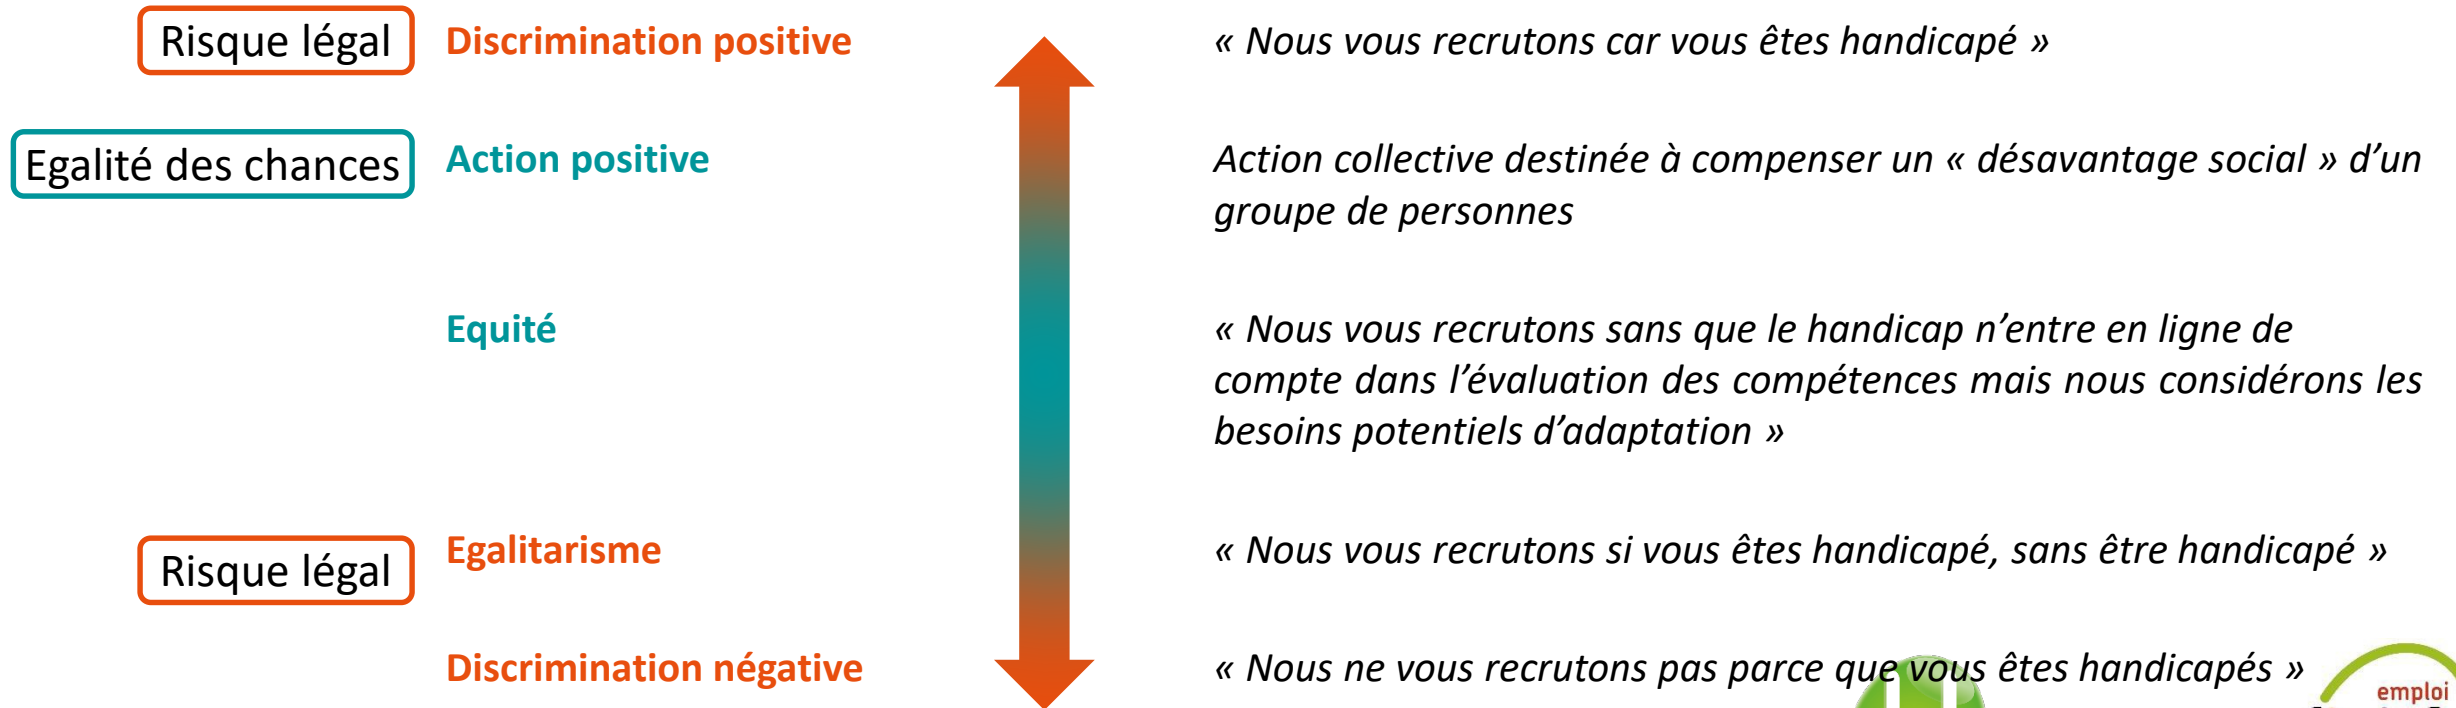 Risque légal
Discrimination positive
« Nous vous recrutons car vous êtes handicapé »
Egalité des chances
Action positive
Action collective destinée à compenser un « désavantage social » d’un
groupe de personnes
Equité
« Nous vous recrutons sans que le handicap n’entre en ligne de
compte dans l’évaluation des compétences mais nous considérons les
besoins potentiels d’adaptation »
Risque légal
Egalitarisme
« Nous vous recrutons si vous êtes handicapé, sans être handicapé »
Discrimination négative
« Nous ne vous recrutons pas parce que vous êtes handicapés »
emploi